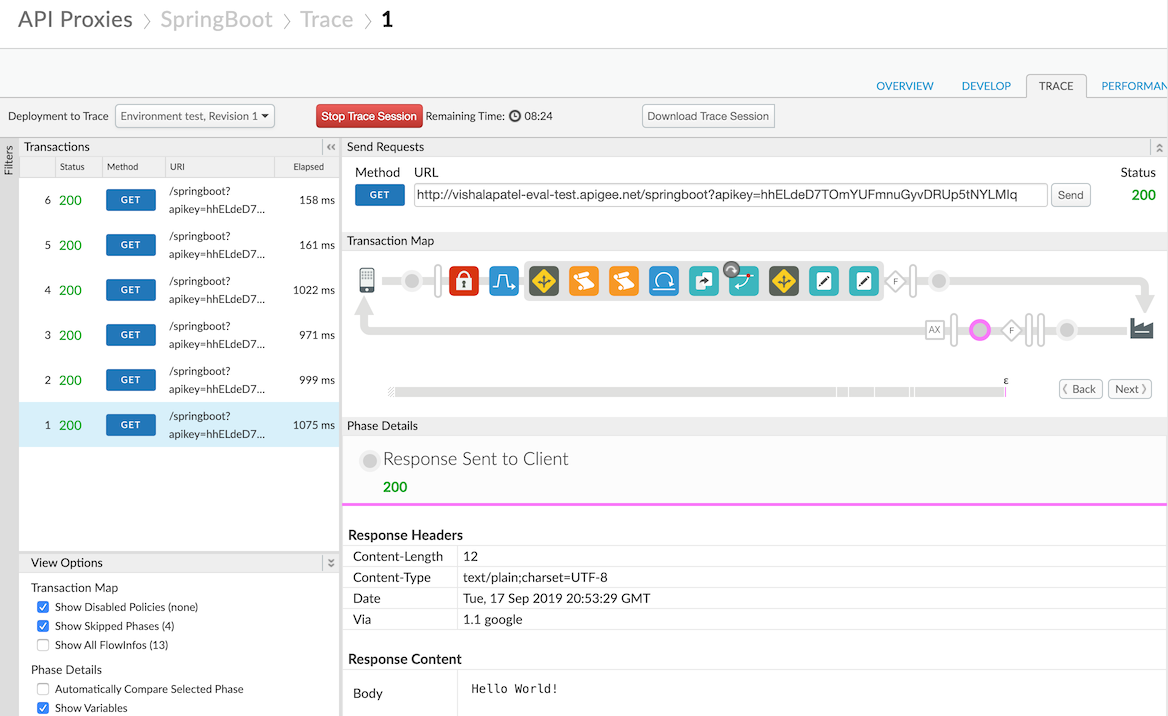 API Proxies > SpringBoot > Trace > 1
OVERVIEW DEVELOP TRACE PERFORMAN
Deployment to Trace Environment test, Revision 1 Stop Trace Session Remaining Time: 08:24 Download Trace Session
Filters
Transactions
Status Method URI Elapsed
6 200 GET /springboot?apikey=hhELdeD7... 158 ms
5 200 GET /springboot?apikey=hhELdeD7... 161 ms
4 200 GET /springboot?apikey=hhELdeD7... 1022 ms
3 200 GET /springboot?apikey=hhELdeD7... 971 ms
2 200 GET /springboot?apikey=hhELdeD7... 999 ms
1 200 GET /springboot?apikey=hhELdeD7... 1075 ms
View Options
Transaction Map
Show Disabled Policies (none)
Show Skipped Phases (4)
Show All FlowInfos (13)
Phase Details
Automatically Compare Selected Phase
Show Variables
Send Requests
Method URL Status
GET http://vishalapatel-eval-test.apigee.net/springboot?apikey=hhELdeD7TOmYUFmnuGyvDRUp5tNYLMlq Send 200
Transaction Map
F
AX F
ε
Back Next
Phase Details
Response Sent to Client
200
Response Headers
Content-Length 12
Content-Type text/plain;charset=UTF-8
Date Tue, 17 Sep 2019 20:53:29 GMT
Via 1.1 google
Response Content
Body Hello World!